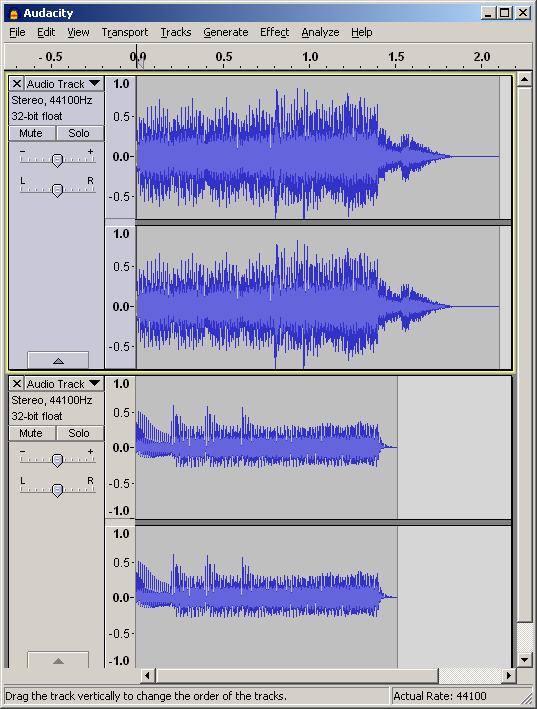 Audacity
File Edit View Transport Tracks Generate Effect Analyze Help
- 0.5 0.0 0.5 1.0 1.5 2.0
Audio Track
Stereo, 44100Hz
32-bit float
Mute Solo
- +
L R
1.0
0.5
0.0-
-0.5
1.0
0.5
0.0-
-0.5
Audio Track
Stereo, 44100Hz
32-bit float
Mute Solo
- +
L R
1.0
0.5
0.0-
-0.5
-1.0
1.0
0.5
0.0-
-0.5
-1.0
Drag the track vertically to change the order of the tracks. Actual Rate: 44100